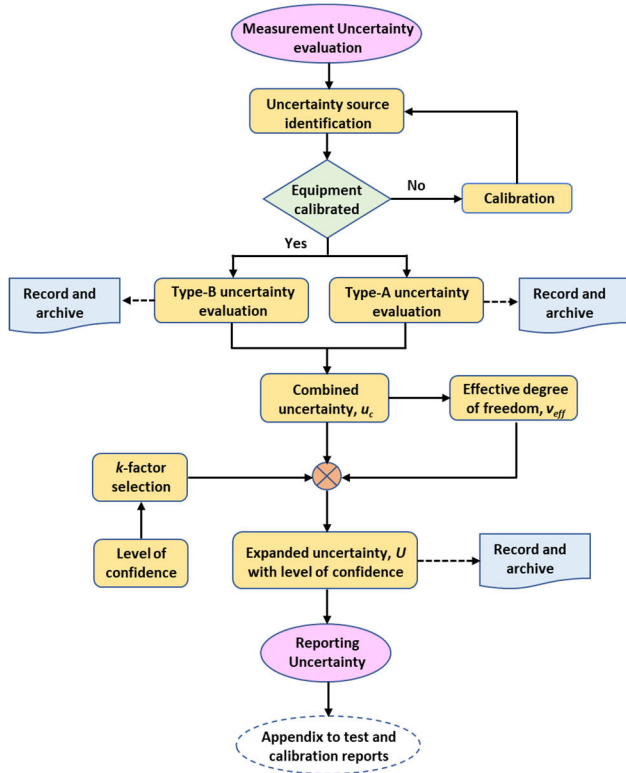 Measurement Uncertainty
evaluation
Uncertainty source
identification
Equipment
calibrated
No
Calibration
Yes
Record and
archive
Type-B uncertainty
evaluation
Type-A uncertainty
evaluation
Record and
archive
Combined
uncertainty, u_c
Effective degree
of freedom, v_eff
k-factor
selection
Level of
confidence
Expanded uncertainty, U
with level of confidence
Record and
archive
Reporting
Uncertainty
Appendix to test and
calibration reports